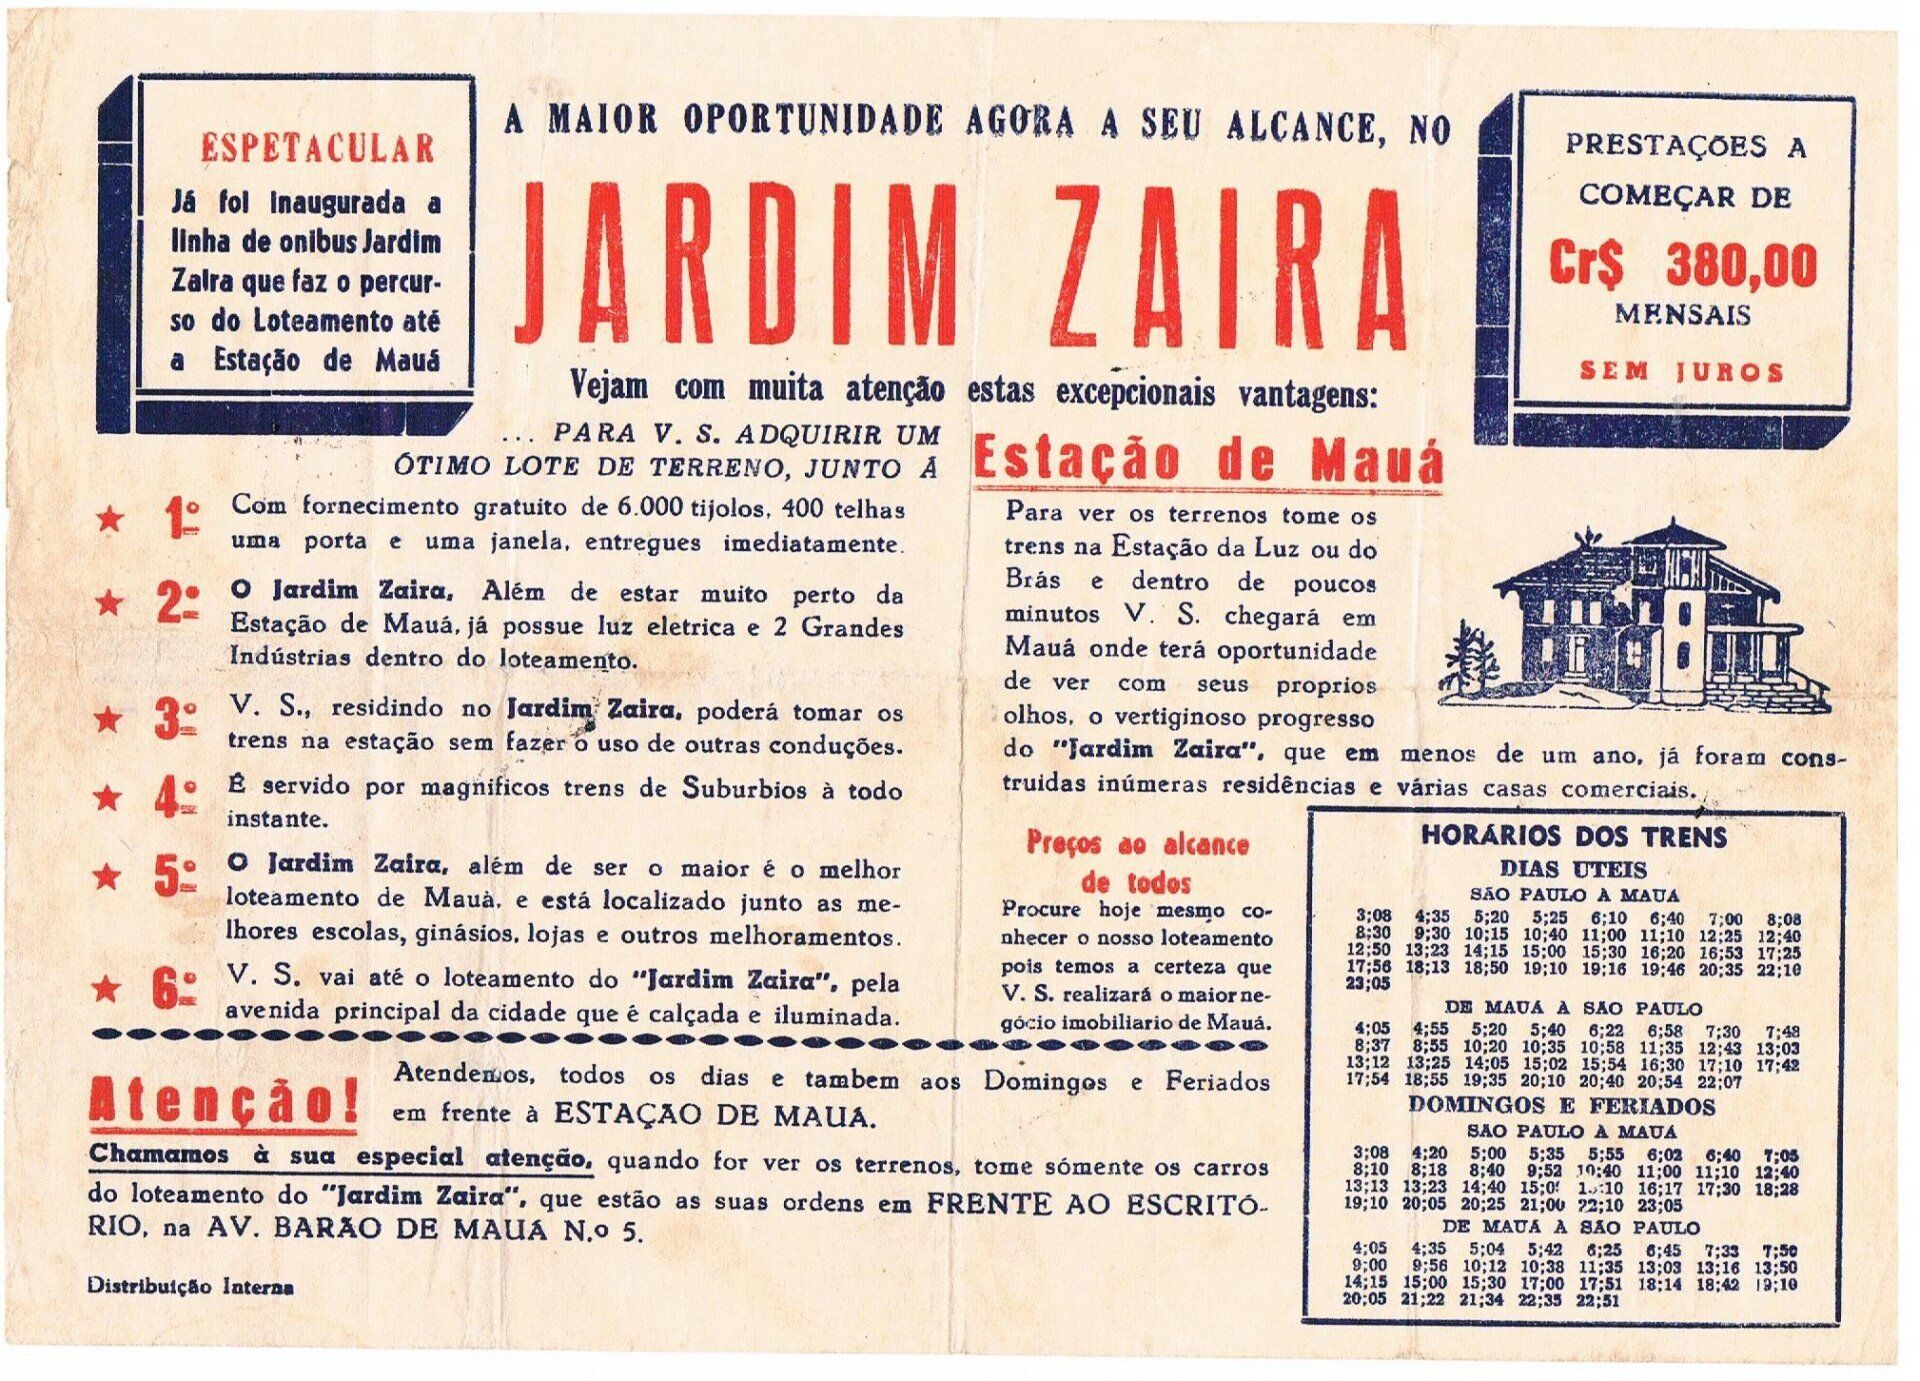 ESPETACULAR
Já foi Inaugurada a
linha de onibus Jardim
Zaira que faz o percur-
so do Loteamento até
a Estação de Mauá
A MAIOR OPORTUNIDADE AGORA A SEU ALCANCE, NO
JARDIM ZAIRA
PRESTAÇÕES A
COMEÇAR DE
Cr$ 380,00
MENSAIS
SEM JUROS
Vejam com muita atenção estas excepcionais vantagens:
... PARA V. S. ADQUIRIR UM
ÓTIMO LOTE DE TERRENO, JUNTO Á
Estação de Mauá
★ 1º Com fornecimento gratuito de 6.000 tijolos, 400 telhas
uma porta e uma janela, entregues imediatamente.
★ 2º O Jardim Zaira, Além de estar muito perto da
Estação de Mauá, já possue luz eletrica e 2 Grandes
Indústrias dentro do loteamento.
★ 3º V. S., residindo no Jardim Zaira, poderá tomar os
trens na estação sem fazer o uso de outras conduções.
★ 4º É servido por magníficos trens de Suburbios à todo
instante.
★ 5º O Jardim Zaira, além de ser o maior é o melhor
loteamento de Mauà, e está localizado junto as me-
lhores escolas, ginásios, lojas e outros melhoramentos.
★ 6º V. S. vai até o loteamento do "Jardim Zaira", pela
avenida principal da cidade que é calçada e iluminada.
Para ver os terrenos tome os
trens na Estação da Luz ou do
Brás e dentro de poucos
minutos V. S. chegará em
Mauá onde terá oportunidade
de ver com seus proprios
olhos, o vertiginoso progresso
do "Jardim Zaira", que em menos de um ano, já foram cons-
truidas inúmeras residências e várias casas comerciais.
Preços ao alcance
de todos
Procure hoje mesmo co-
nhecer o nosso loteamento
pois temos a certeza que
V. S. realizará o maior ne-
gócio imobiliario de Mauá.
Atenção!
Atendemos, todos os dias e tambem aos Domingos e Feriados
em frente à ESTAÇÃO DE MAUÁ.
Chamamos à sua especial atenção, quando for ver os terrenos, tome sómente os carros
do loteamento do "Jardim Zaira", que estão as suas ordens em FRENTE AO ESCRITÓ-
RIO, na AV. BARÃO DE MAUÁ N.º 5.
Distribuição Interna
HORÁRIOS DOS TRENS
DIAS UTEIS
SÃO PAULO A MAUA
3;08 4;35 5;20 5;25 6;10 6;40 7;00 8;08
8;30 9;30 10;15 10;40 11;00 11;10 12;25 12;40
12;50 13;23 14;15 15;00 15;30 16;20 16;53 17;25
17;56 18;13 18;50 19;10 19;16 19;46 20;35 22;10
23;05
DE MAUÁ À SÃO PAULO
4;05 4;55 5;20 5;40 6;22 6;58 7;30 7;48
8;37 8;55 10;20 10;35 10;58 11;35 12;43 13;03
13;12 13;25 14;05 15;02 15;54 16;30 17;10 17;42
17;54 18;55 19;35 20;10 20;40 20;54 22;07
DOMINGOS E FERIADOS
SAO PAULO A MAUA
3;08 4;20 5;00 5;35 5;55 6;02 6;40 7;05
8;10 8;18 8;40 9;52 10;40 11;00 11;10 12;40
13;13 13;23 14;40 16;17 17;30 18;28
19;10 20;05 20;25 21;00 22;10 23;05
DE MAUÁ À SÃO PAULO
4;05 4;35 5;04 5;42 6;25 6;45 7;33 7;50
9;00 9;56 10;12 10;38 11;35 13;03 13;16 13;50
14;15 15;00 15;30 17;00 17;51 18;14 18;42 19;10
20;05 21;22 21;34 22;35 22;51